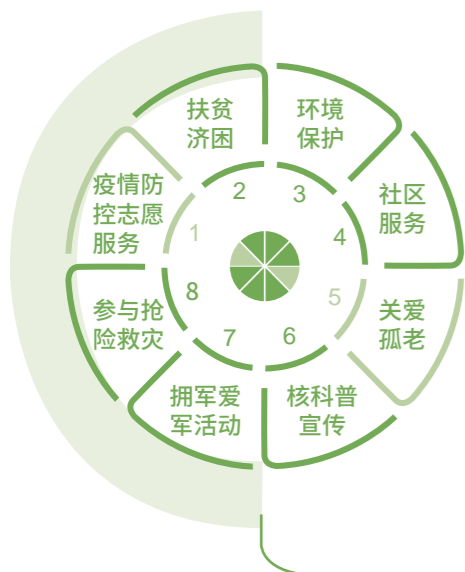 扶贫
济困
环境
保护
疫情防
控志愿
服务
社区
服务
2
3
1
4
8
5
7
6
参与抢
险救灾
关爱
孤老
拥军爱
军活动
核科普
宣传